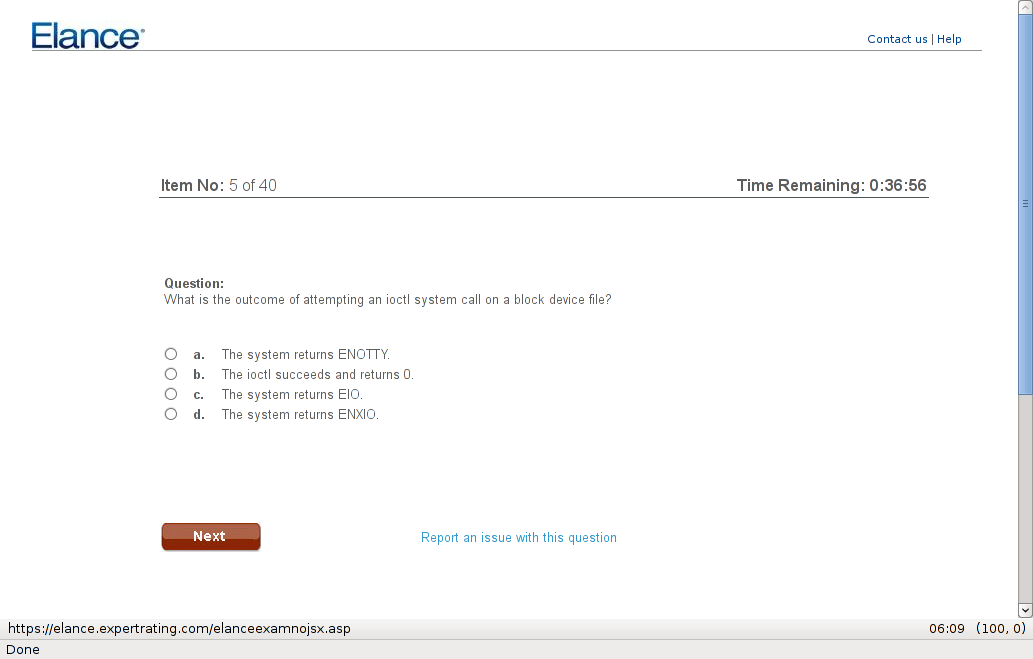 Elance
Contact us | Help
Item No: 5 of 40 Time Remaining: 0:36:56
Question:
What is the outcome of attempting an ioctl system call on a block device file?
a. The system returns ENOTTY.
b. The ioctl succeeds and returns 0.
c. The system returns EIO.
d. The system returns ENXIO.
Next Report an issue with this question
https://elance.expertrating.com/elanceexamnojsx.asp 06:09 (100, 0)
Done